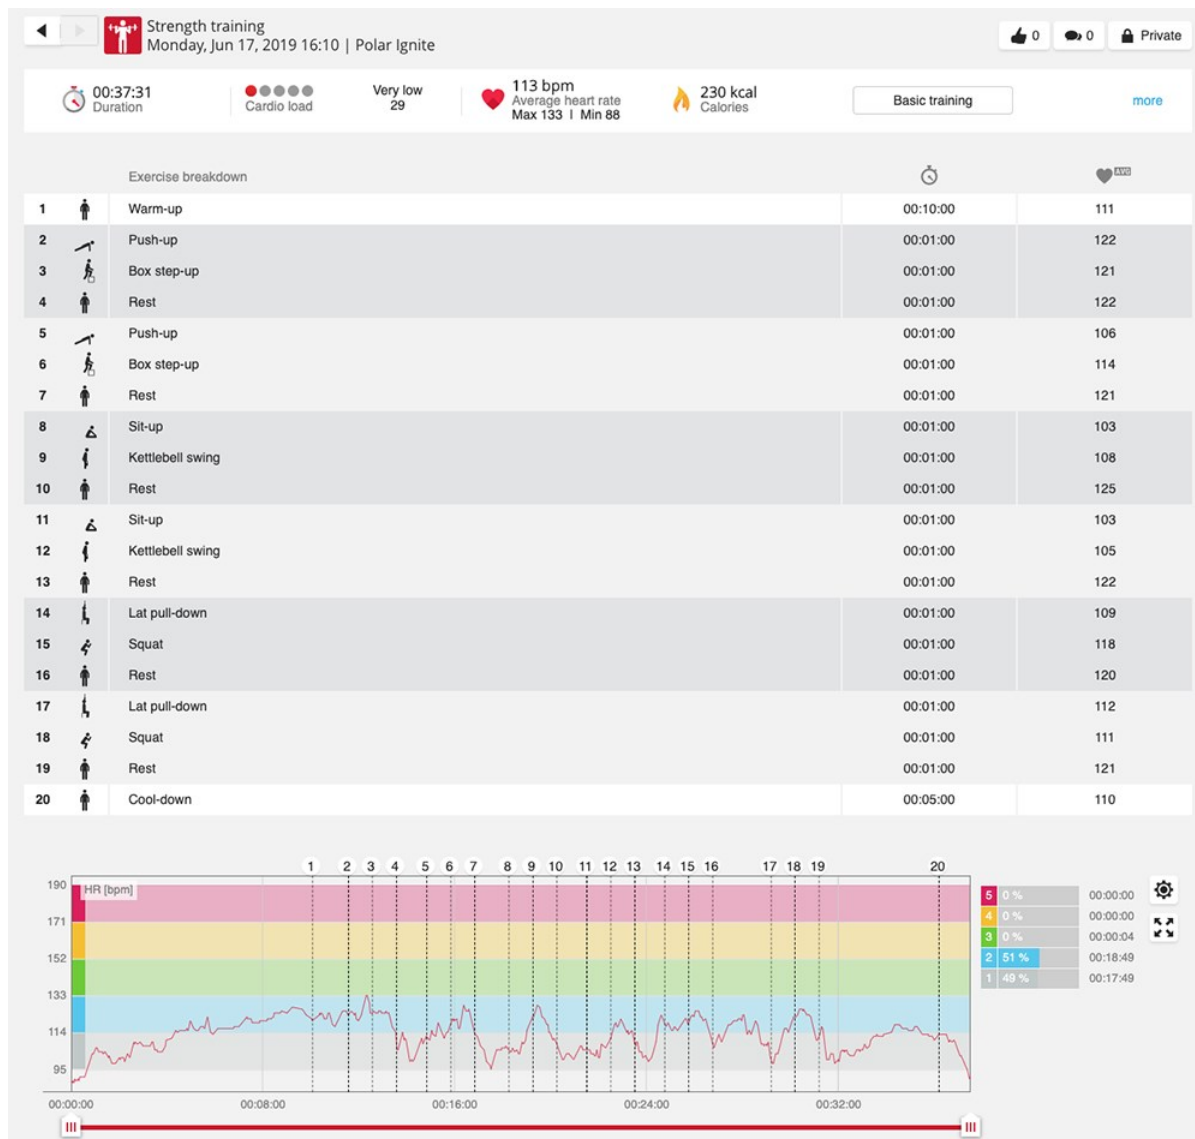 Strength training
Monday, Jun 17, 2019 16:10 | Polar Ignite
0 0 Private
00:37:31
Duration
Cardio load
Very low
29
113 bpm
Average heart rate
Max 133 | Min 88
230 kcal
Calories
Basic training
more
Exercise breakdown AVG
1 Warm-up 00:10:00 111
2 Push-up 00:01:00 122
3 Box step-up 00:01:00 121
4 Rest 00:01:00 122
5 Push-up 00:01:00 106
6 Box step-up 00:01:00 114
7 Rest 00:01:00 121
8 Sit-up 00:01:00 103
9 Kettlebell swing 00:01:00 108
10 Rest 00:01:00 125
11 Sit-up 00:01:00 103
12 Kettlebell swing 00:01:00 105
13 Rest 00:01:00 122
14 Lat pull-down 00:01:00 109
15 Squat 00:01:00 118
16 Rest 00:01:00 120
17 Lat pull-down 00:01:00 112
18 Squat 00:01:00 111
19 Rest 00:01:00 121
20 Cool-down 00:05:00 110
1 2 3 4 5 6 7 8 9 10 11 12 13 14 15 16 17 18 19 20
HR [bpm]
190
171
152
133
114
95
00:00:00 00:08:00 00:16:00 00:24:00 00:32:00
5 0 % 00:00:00
4 0 % 00:00:00
3 0 % 00:00:04
2 51 % 00:18:49
1 49 % 00:17:49